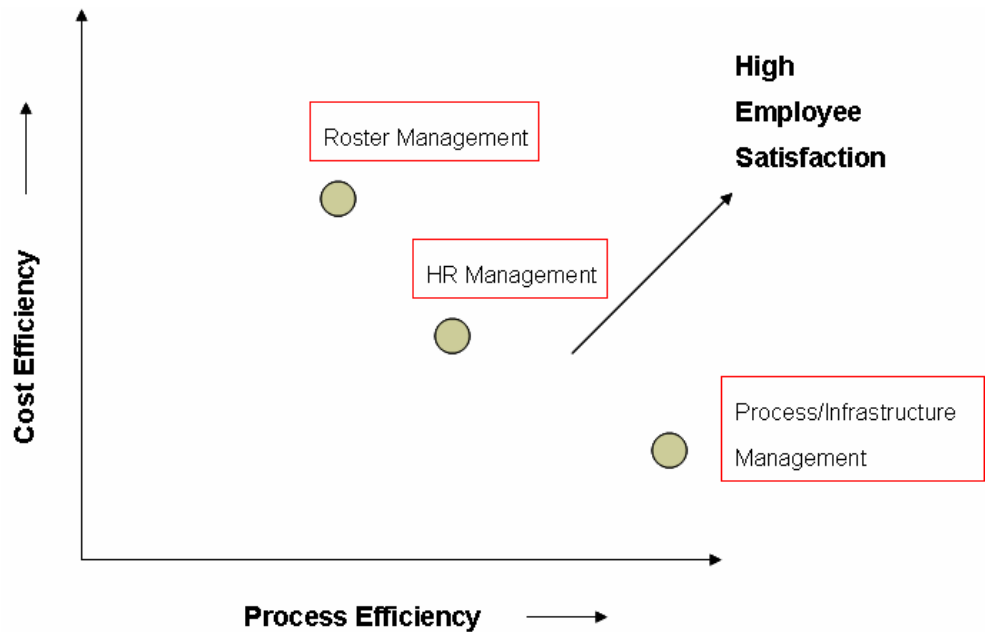 High
Employee
Satisfaction
Roster Management
HR Management
Process/Infrastructure
Management
Cost Efficiency
Process Efficiency